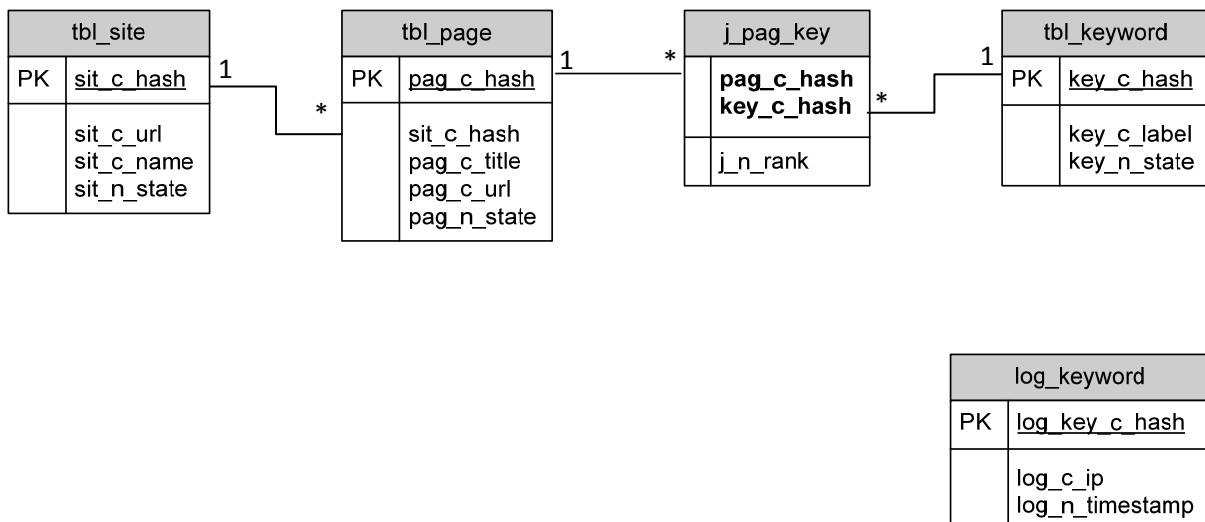 tbl_site
PK sit_c_hash
sit_c_url
sit_c_name
sit_n_state
1
*
tbl_page
PK pag_c_hash
sit_c_hash
pag_c_title
pag_c_url
pag_n_state
1
*
j_pag_key
pag_c_hash
key_c_hash
j_n_rank
*
1
tbl_keyword
PK key_c_hash
key_c_label
key_n_state
log_keyword
PK log_key_c_hash
log_c_ip
log_n_timestamp